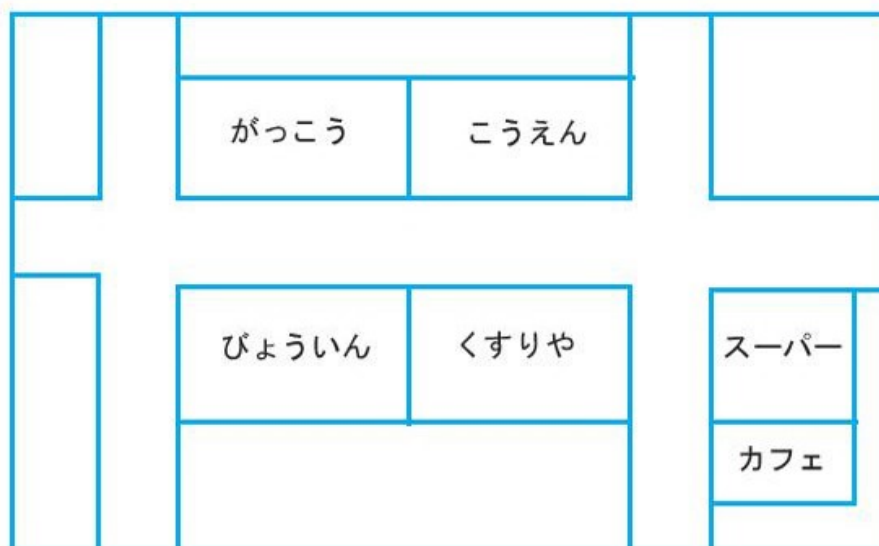 がっこう
こうえん
びょういん
くすりや
スーパー
カフェ